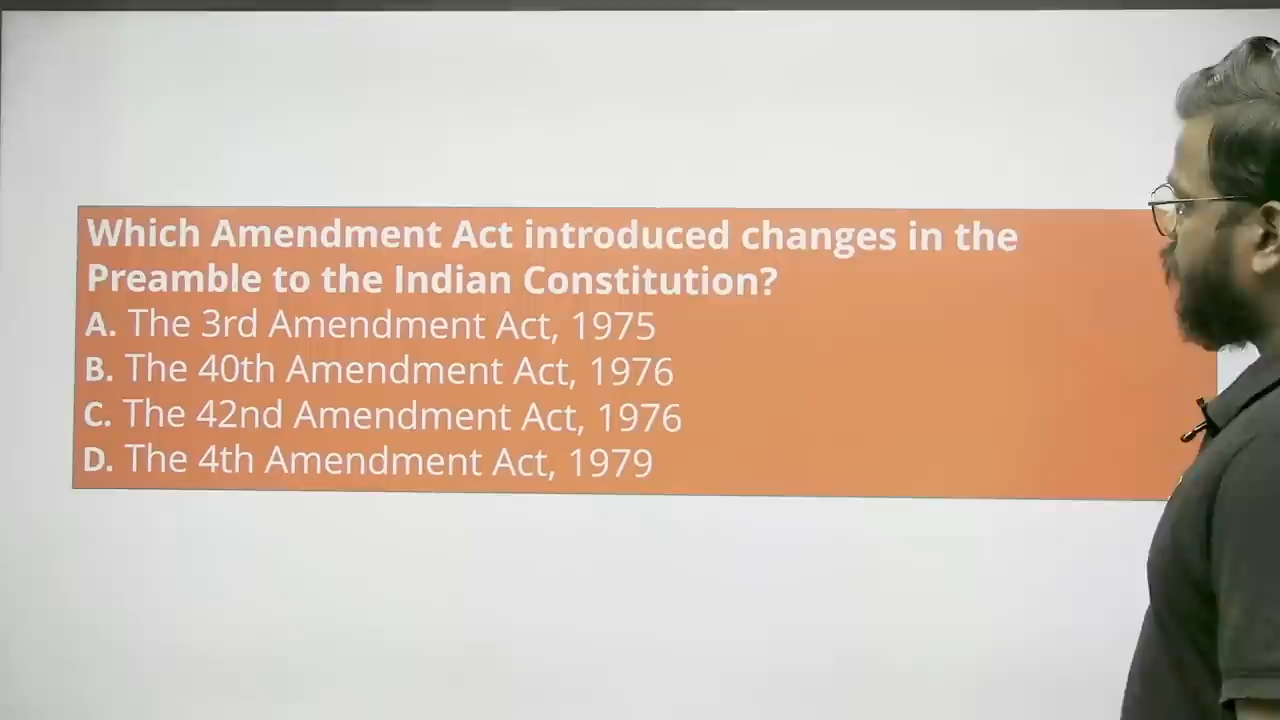 Which Amendment Act introduced changes in the
Preamble to the Indian Constitution?
A. The 3rd Amendment Act, 1975
B. The 40th Amendment Act, 1976
C. The 42nd Amendment Act, 1976
D. The 4th Amendment Act, 1979